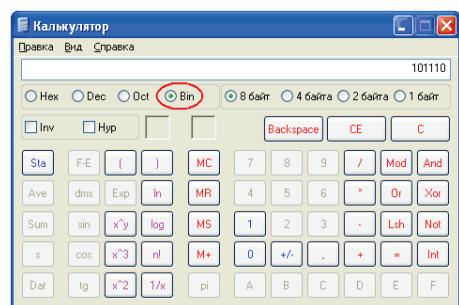 Калькулятор
Правка Вид Справка
101110
Hex Dec Oct Bin 8 байт 4 байта 2 байта 1 байт
Inv Hyp Backspace CE C
Sta F-E ( ) MC 7 8 9 / Mod And
Ave dms Exp ln MR 4 5 6 * Or Xor
Sum sin x^y log MS 1 2 3 - Lsh Not
s cos x^3 n! M+ 0 +/- , + = Int
Dat tg x^2 1/x pi A B C D E F